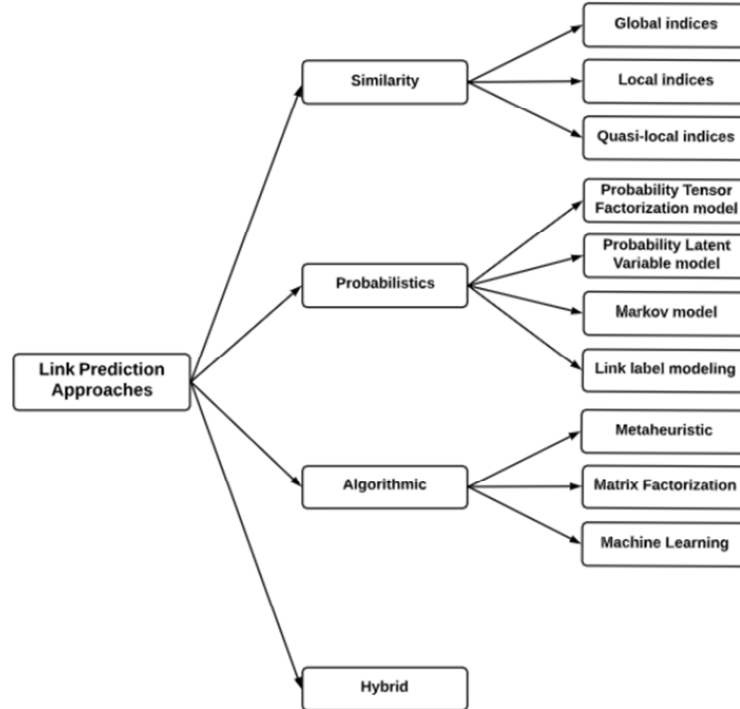 Global indices
Similarity
Local indices
Quasi-local indices
Probability Tensor
Factorization model
Probability Latent
Variable model
Probabilistics
Markov model
Link label modeling
Link Prediction
Approaches
Metaheuristic
Algorithmic
Matrix Factorization
Machine Learning
Hybrid